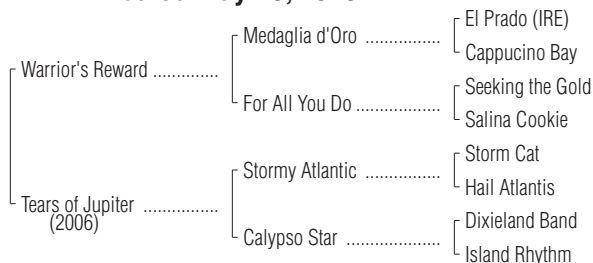 El Prado (IRE)
Medaglia d'Oro ................
Cappucino Bay
Warrior's Reward ..............
Seeking the Gold
For All You Do ..................
Salina Cookie
Storm Cat
Stormy Atlantic ................
Hail Atlantis
Tears of Jupiter ................
(2006)
Dixieland Band
Calypso Star ....................
Island Rhythm